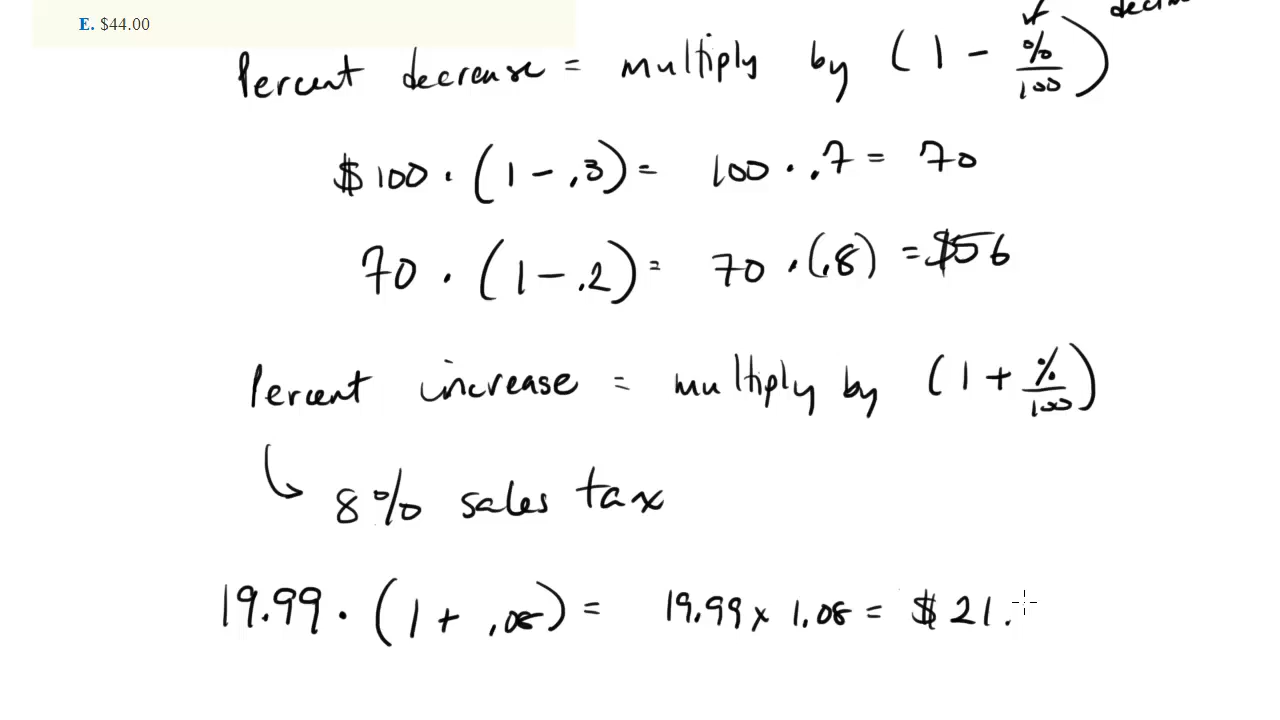 E. $44.00
Percent decrease = multiply by (1 - %/100)
$100 · (1 - .3) = 100 · .7 = 70
70 · (1 - .2) = 70 · (.8) = $56
Percent increase = multiply by (1 + %/100)
8% sales tax
19.99 · (1 + .08) = 19.99 x 1.08 = $21.